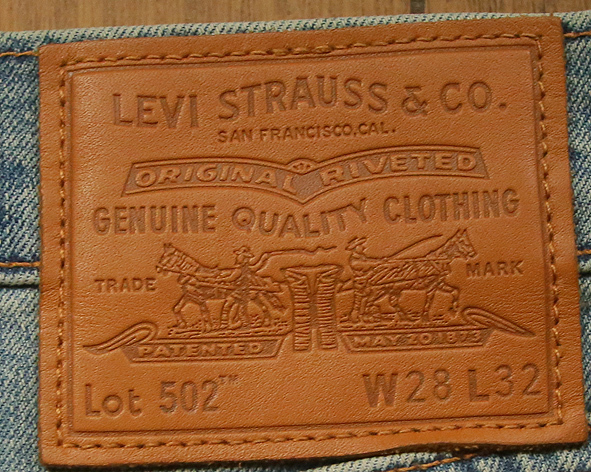 LEVI STRAUSS & CO.
SAN FRANCISCO, CAL.
ORIGINAL RIVETED
GENUINE QUALITY CLOTHING
TRADE MARK
PATENTED MAY 20 1873
Lot 502™ W28 L32